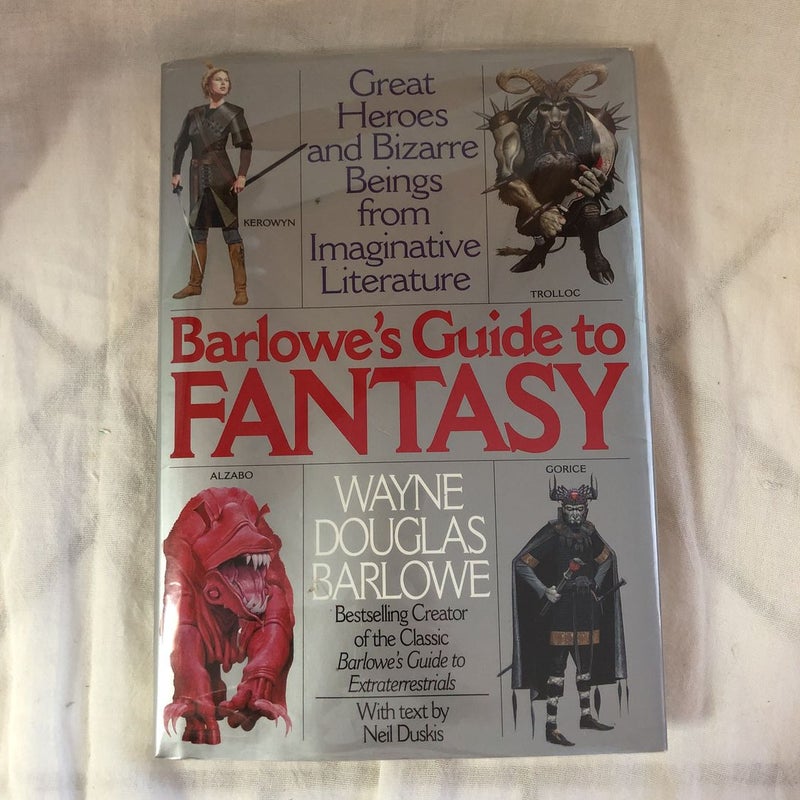 Great
Heroes
and Bizarre
Beings
from
Imaginative
Literature
KEROWYN
TROLLOC
Barlowe's Guide to
FANTASY
ALZABO
GORICE
WAYNE
DOUGLAS
BARLOWE
Bestselling Creator
of the Classic
Barlowe's Guide to
Extraterrestrials
With text by
Neil Duskis